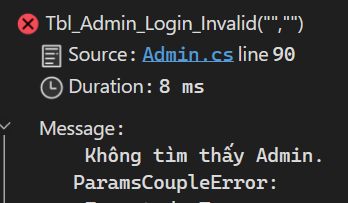 Tbl_Admin_Login_Invalid("","")
Source: Admin.cs line 90
Duration: 8 ms
Message:
Không tìm thấy Admin.
ParamsCoupleError: